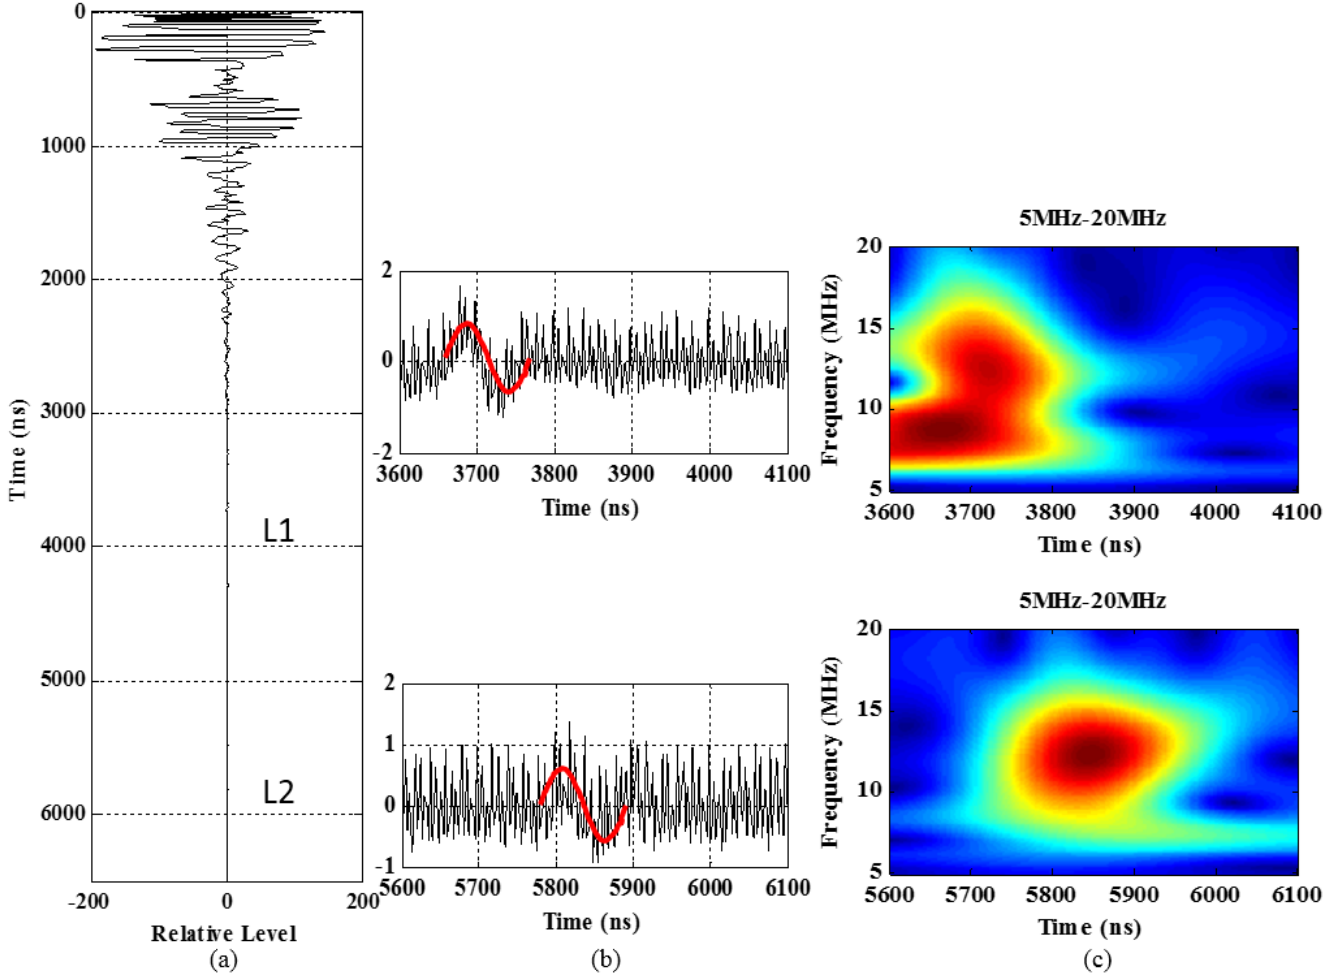 0
1000
2000
3000
4000
5000
6000
Time (ns)
L1
L2
-200
0
200
Relative Level
(a)
2
0
-2
3600 3700 3800 3900 4000 4100
Time (ns)
2
1
0
-1
5600 5700 5800 5900 6000 6100
Time (ns)
(b)
5MHz-20MHz
20
15
10
5
Frequency (MHz)
3600 3700 3800 3900 4000 4100
Time (ns)
5MHz-20MHz
20
15
10
5
Frequency (MHz)
5600 5700 5800 5900 6000 6100
Time (ns)
(c)